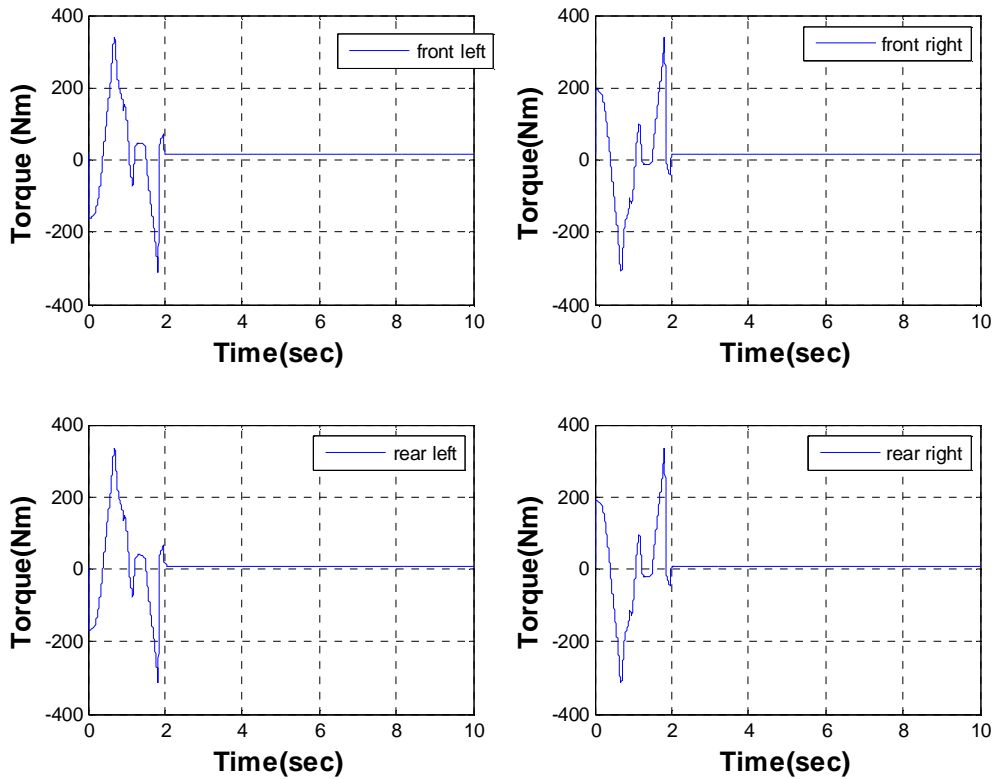 400
200
0
-200
-400
Torque (Nm)
front left
0 2 4 6 8 10
Time(sec)
400
200
0
-200
-400
Torque(Nm)
front right
0 2 4 6 8 10
Time(sec)
400
200
0
-200
-400
Torque(Nm)
rear left
0 2 4 6 8 10
Time(sec)
400
200
0
-200
-400
Torque(Nm)
rear right
0 2 4 6 8 10
Time(sec)